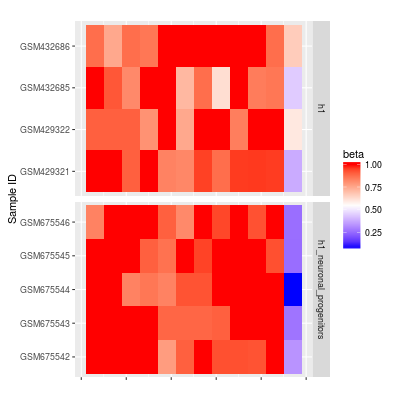 GSM432686
GSM432685
GSM429322
GSM429321
h1
Sample ID
GSM675546
GSM675545
GSM675544
GSM675543
GSM675542
h1_neuronal_progenitors
beta
1.00
0.75
0.50
0.25